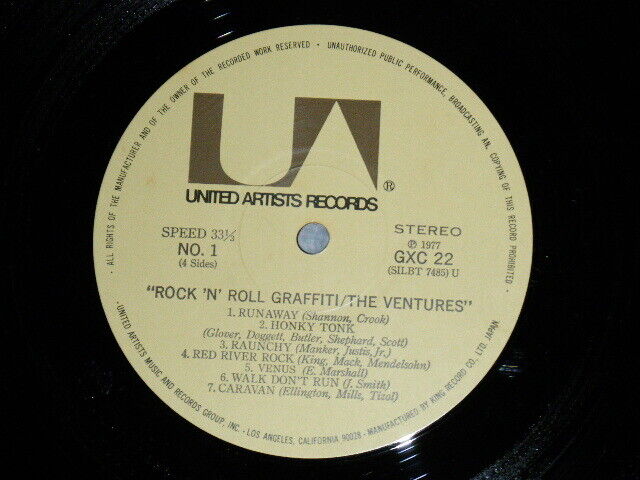 UA®
UNITED ARTISTS RECORDS
SPEED 33⅓
NO. 1
(4 Sides)
STEREO
℗ 1977
GXC 22
(SILBT 7485) U
"ROCK 'N' ROLL GRAFFITI/THE VENTURES"
1. RUNAWAY (Shannon, Crook)
2. HONKY TONK
(Glover, Doggett, Butler, Shephard, Scott)
3. RAUNCHY (Manker, Justis, Jr.)
4. RED RIVER ROCK (King, Mack, Mendelsohn)
5. VENUS (E. Marshall)
6. WALK DON'T RUN (J. Smith)
7. CARAVAN (Ellington, Mills, Tizol)
• ALL RIGHTS OF THE MANUFACTURER AND OF THE OWNER OF THE RECORDED WORK RESERVED • UNAUTHORIZED PUBLIC PERFORMANCE, BROADCASTING AN, COPYING OF THIS RECORD PROHIBITED •
UNITED ARTISTS MUSIC AND RECORDS GROUP, INC. • LOS ANGELES, CALIFORNIA 90028 • MANUFACTURED BY KING RECORD CO., LTD, JAPAN